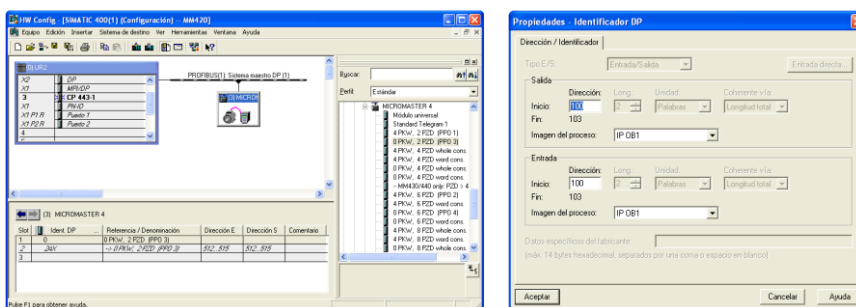 HW Config - [SIMATIC 400(1) (Configuración) -- MM420]
Equipo Edición Insertar Sistema de destino Ver Herramientas Ventana Ayuda
(0) UR2
X2 DP
X1 MPI/DP
3 CP 443-1
X1 PN-IO
X1 P1 R Puerto 1
X1 P2 R Puerto 2
4
PROFIBUS(1): Sistema maestro DP (1)
(3) MICROM
Buscar:
Perfil: Estándar
MICROMASTER 4
Módulo universal
Standard Telegram 1
4 PKW, 2 PZD (PPO 1)
0 PKW, 2 PZD (PPO 3)
4 PKW, 2 PZD whole cons.
4 PKW, 2 PZD word cons.
0 PKW, 4 PZD whole cons.
0 PKW, 4 PZD word cons.
- MM430/440 only: PZD > 4
4 PKW, 6 PZD (PPO 2)
4 PKW, 6 PZD word cons.
0 PKW, 6 PZD (PPO 4)
0 PKW, 6 PZD word cons.
4 PKW, 8 PZD whole cons.
4 PKW, 8 PZD word cons.
0 PKW, 8 PZD whole cons.
(3) MICROMASTER 4
Slot Ident. DP ... Referencia / Denominación Dirección E Dirección S Comentario
1 0 0 PKW, 2 PZD (PPO 3)
2 2AX --> 0 PKW, 2 PZD (PPO 3) 512...515 512...515
3
Pulse F1 para obtener ayuda.
Propiedades - Identificador DP
Dirección / Identificador
Tipo E/S: Entrada/Salida Entrada directa...
Salida
Dirección: Long.: Unidad: Coherente vía:
Inicio: 100 2 Palabras Longitud total
Fin: 103
Imagen del proceso: IP OB1
Entrada
Dirección: Long.: Unidad: Coherente vía:
Inicio: 100 2 Palabras Longitud total
Fin: 103
Imagen del proceso: IP OB1
Datos específicos del fabricante:
(máx. 14 bytes hexadecimal, separados por una coma o espacio en blanco)
Aceptar Cancelar Ayuda